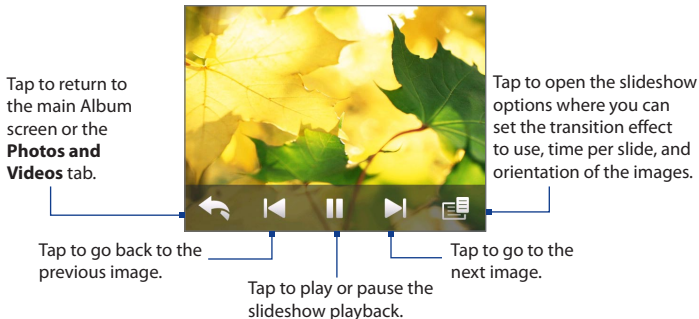 Tap to return to
the main Album
screen or the
Photos and
Videos tab.
Tap to open the slideshow
options where you can
set the transition effect
to use, time per slide, and
orientation of the images.
Tap to go back to the
previous image.
Tap to play or pause the
slideshow playback.
Tap to go to the
next image.